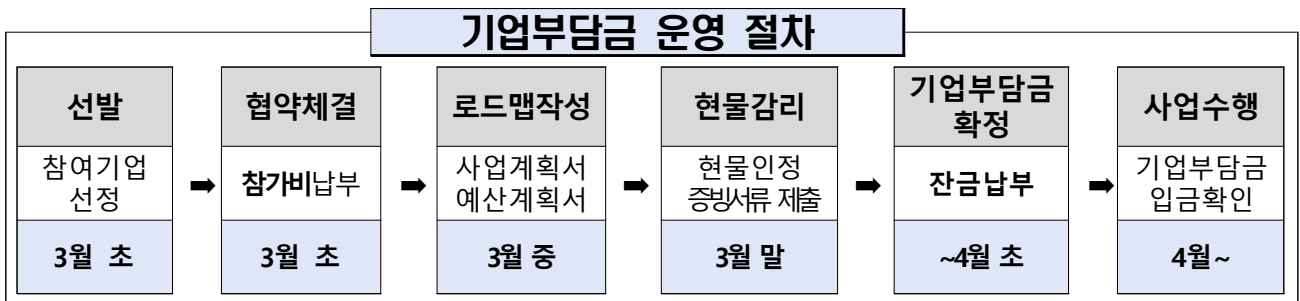 기업부담금 운영 절차
선발
참여기업
선정
3월 초
➡
협약체결
참가비납부
3월 초
➡
로드맵작성
사업계획서
예산계획서
3월 중
➡
현물감리
현물인정
증빙서류 제출
3월 말
➡
기업부담금
확정
잔금납부
~4월 초
➡
사업수행
기업부담금
입금확인
4월~